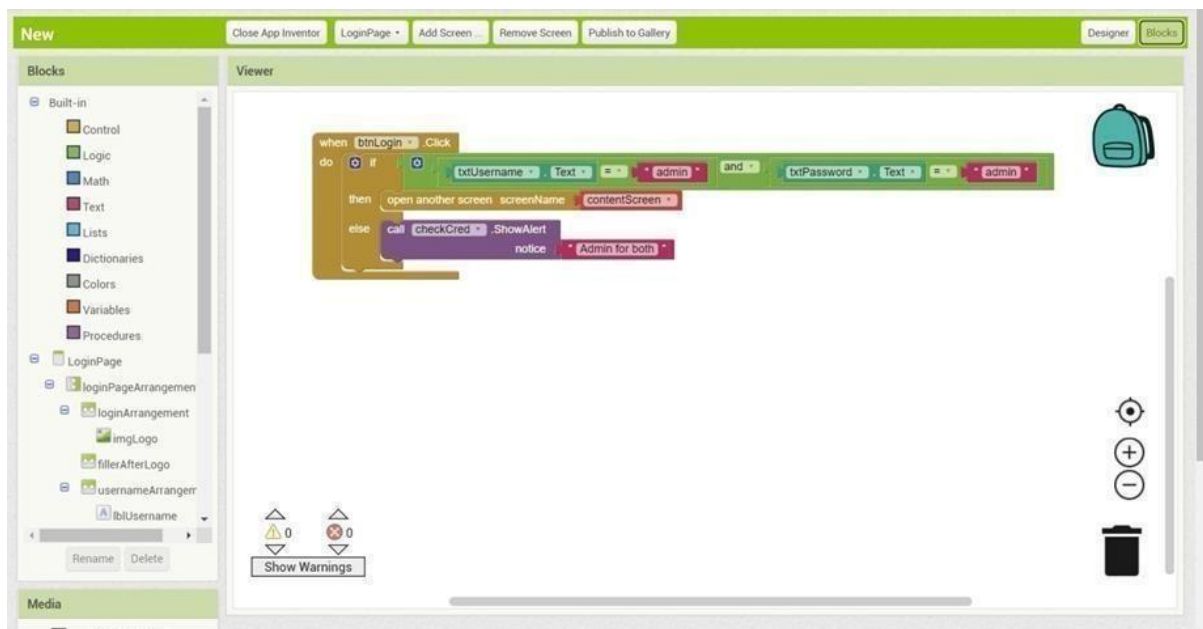 New
Close App Inventor LoginPage Add Screen ... Remove Screen Publish to Gallery Designer Blocks
Blocks
Viewer
Built-in
Control
Logic
Math
Text
Lists
Dictionaries
Colors
Variables
Procedures
LoginPage
loginPageArrangemen
loginArrangement
imgLogo
fillerAfterLogo
usernameArrangem
lblUsername
Rename Delete
Media
when btnLogin .Click
do if txtUsername . Text = " admin " and txtPassword . Text = " admin "
then open another screen screenName contentScreen
else call checkCred .ShowAlert
notice " Admin for both "
0 0
Show Warnings